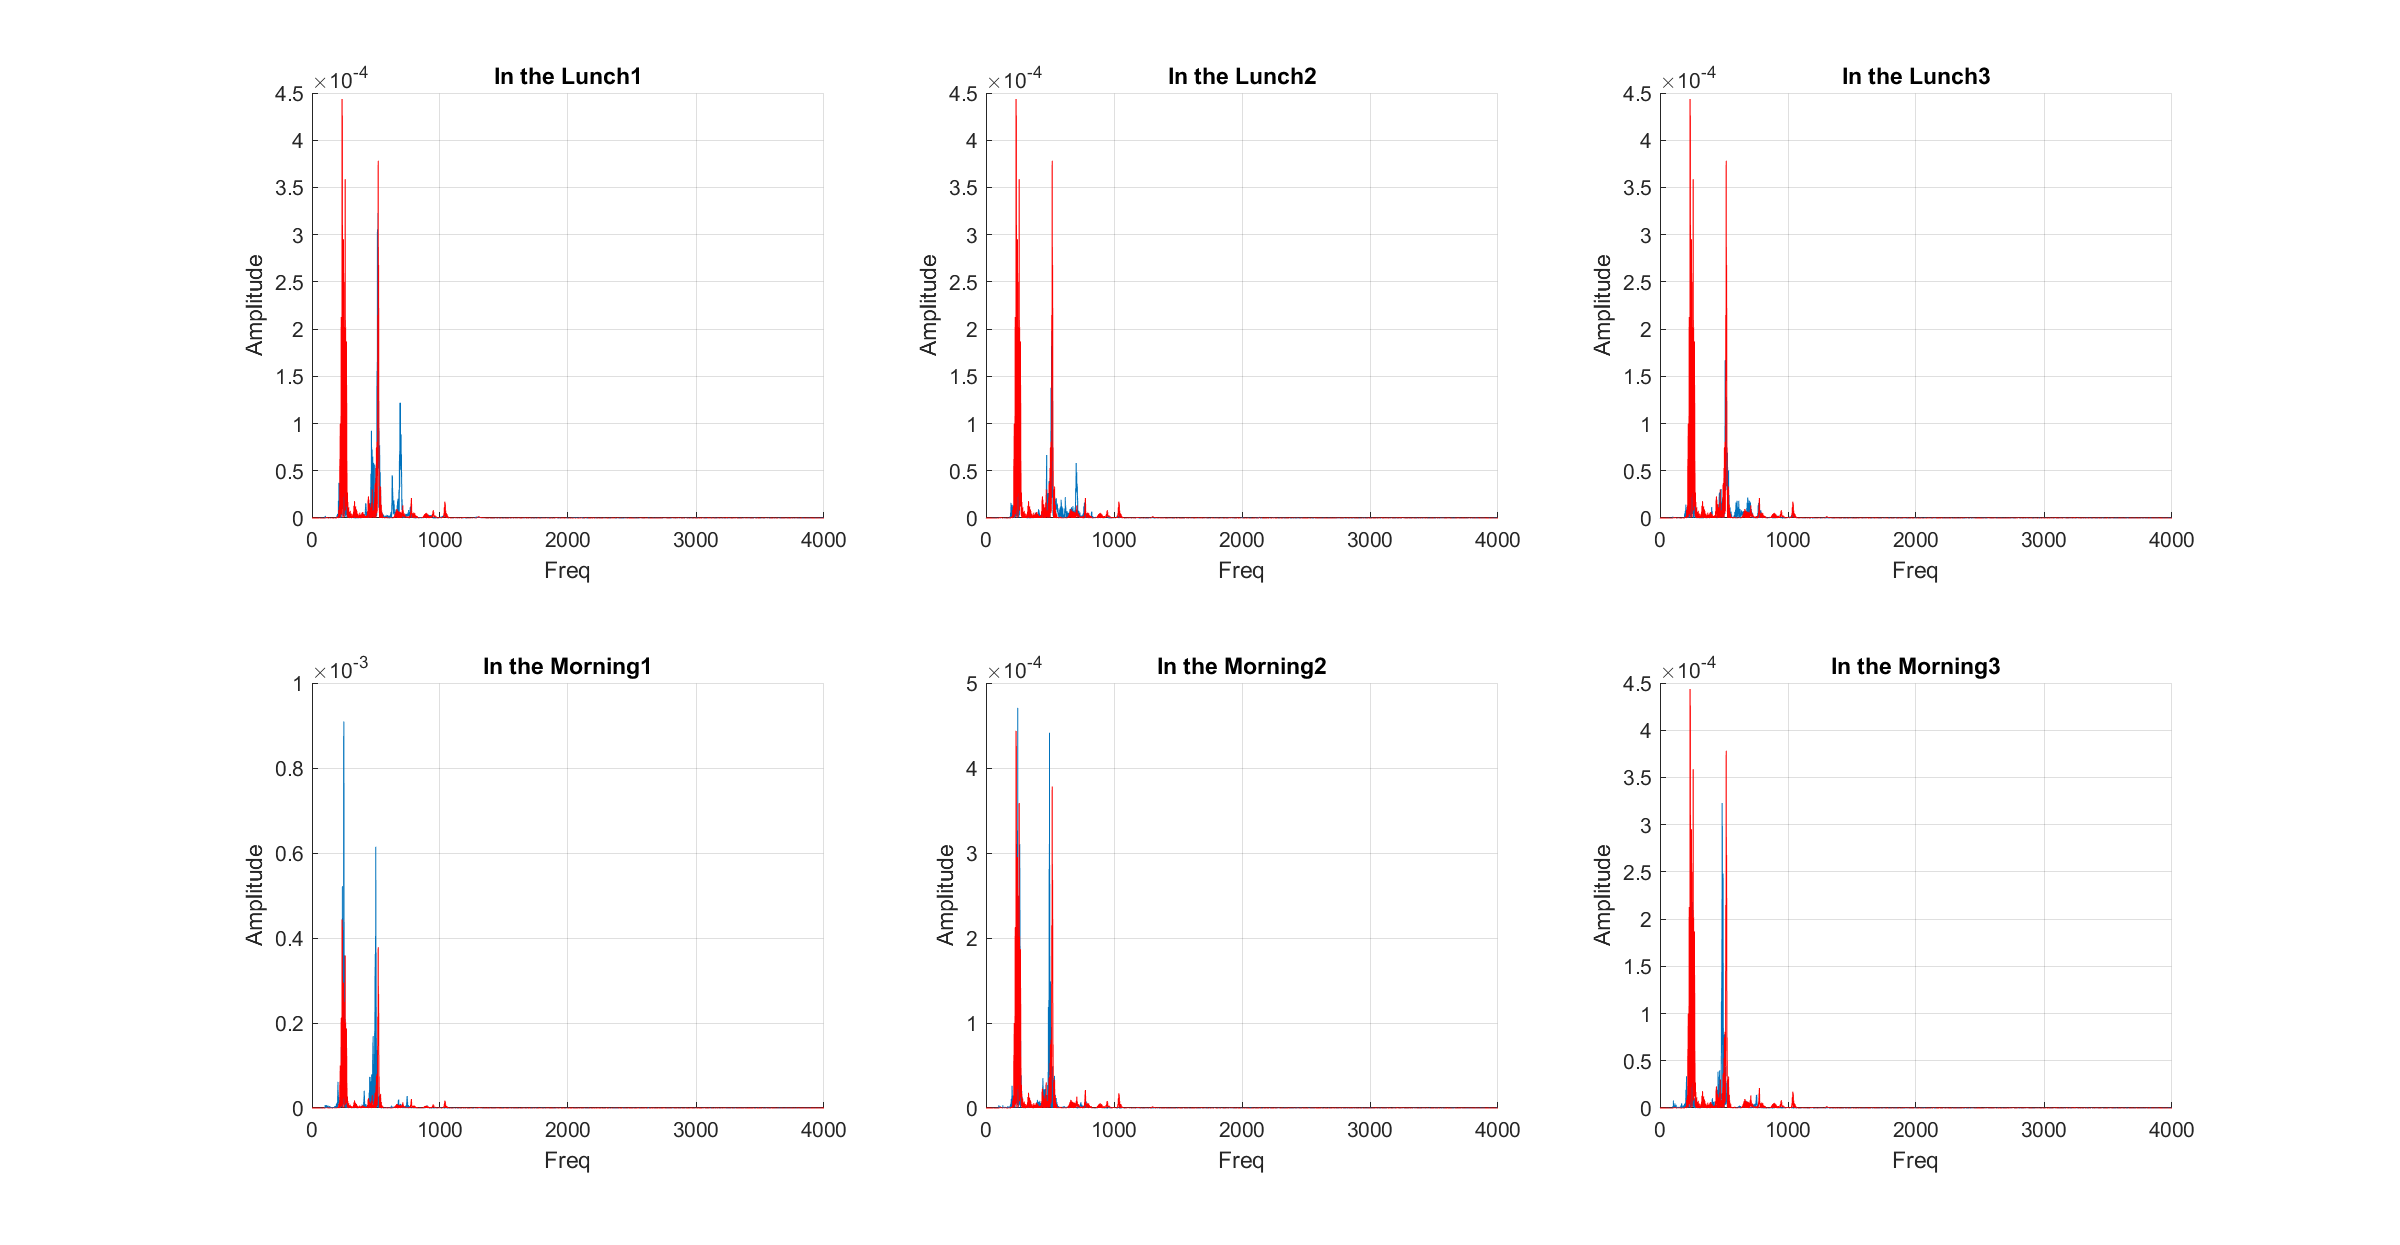 In the Lunch1
×10-4
4.5
4
3.5
3
2.5
2
1.5
1
0.5
0
Amplitude
0 1000 2000 3000 4000
Freq
In the Lunch2
×10-4
4.5
4
3.5
3
2.5
2
1.5
1
0.5
0
Amplitude
0 1000 2000 3000 4000
Freq
In the Lunch3
×10-4
4.5
4
3.5
3
2.5
2
1.5
1
0.5
0
Amplitude
0 1000 2000 3000 4000
Freq
In the Morning1
×10-3
1
0.8
0.6
0.4
0.2
0
Amplitude
0 1000 2000 3000 4000
Freq
In the Morning2
×10-4
5
4
3
2
1
0
Amplitude
0 1000 2000 3000 4000
Freq
In the Morning3
×10-4
4.5
4
3.5
3
2.5
2
1.5
1
0.5
0
Amplitude
0 1000 2000 3000 4000
Freq